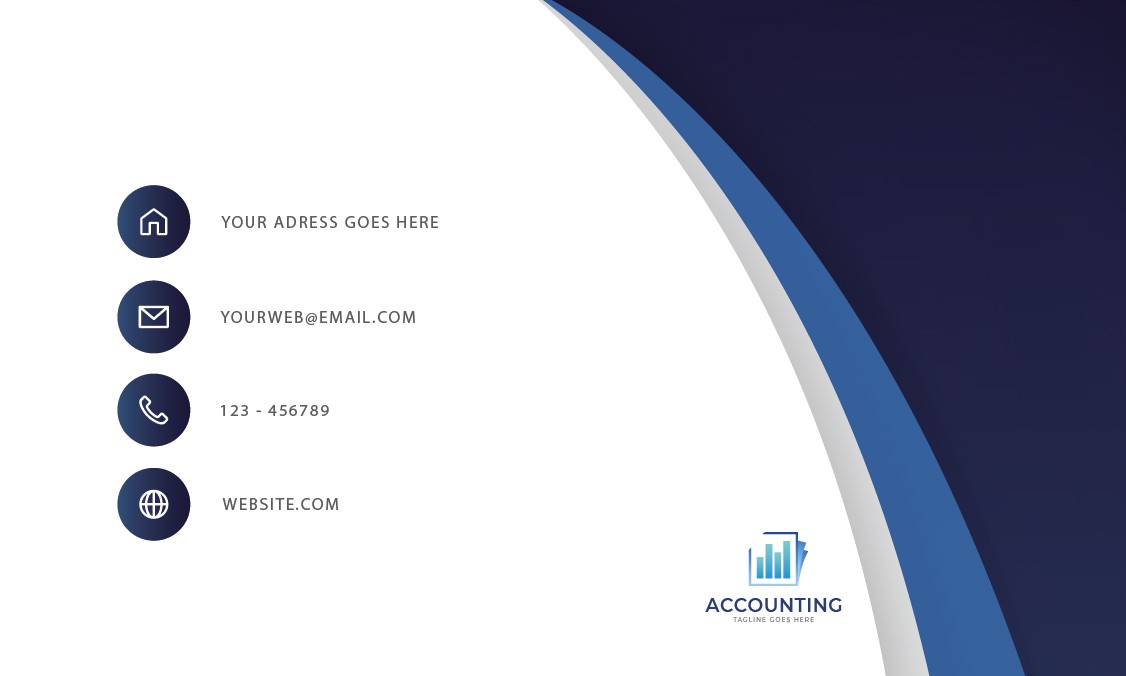 YOUR ADRESS GOES HERE
YOURWEB@EMAIL.COM
123 - 456789
WEBSITE.COM
ACCOUNTING
TAGLINE GOES HERE